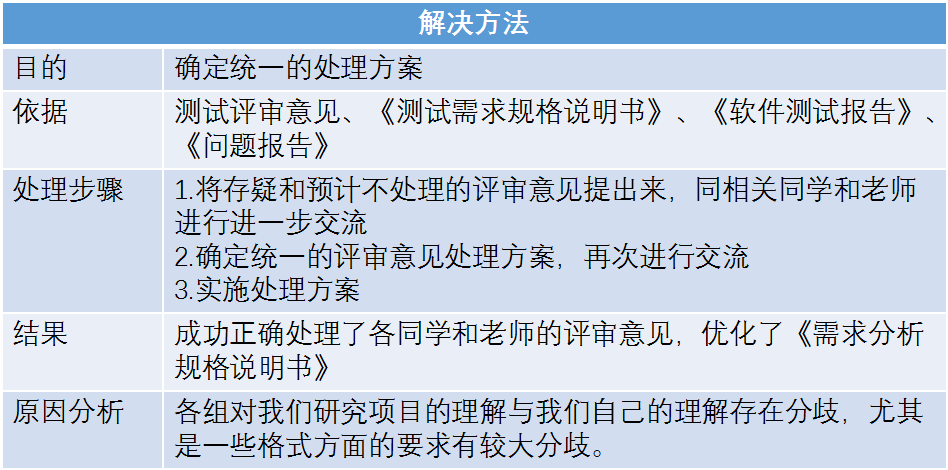 解决方法
目的
确定统一的处理方案
依据
测试评审意见、《测试需求规格说明书》、《软件测试报告》、
《问题报告》
处理步骤
1.将存疑和预计不处理的评审意见提出来，同相关同学和老师
进行进一步交流
2.确定统一的评审意见处理方案，再次进行交流
3.实施处理方案
结果
成功正确处理了各同学和老师的评审意见，优化了《需求分析
规格说明书》
原因分析
各组对我们研究项目的理解与我们自己的理解存在分歧，尤其
是一些格式方面的要求有较大分歧。